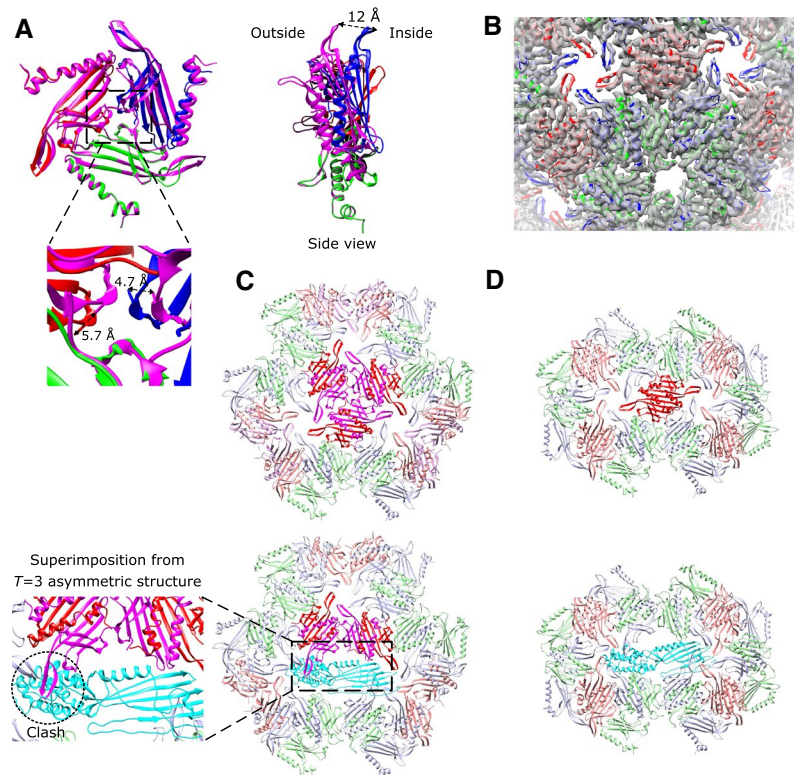 A
Outside
12 Å
Inside
B
4.7 Å
5.7 Å
Side view
C
D
Superimposition from
T=3 asymmetric structure
Clash